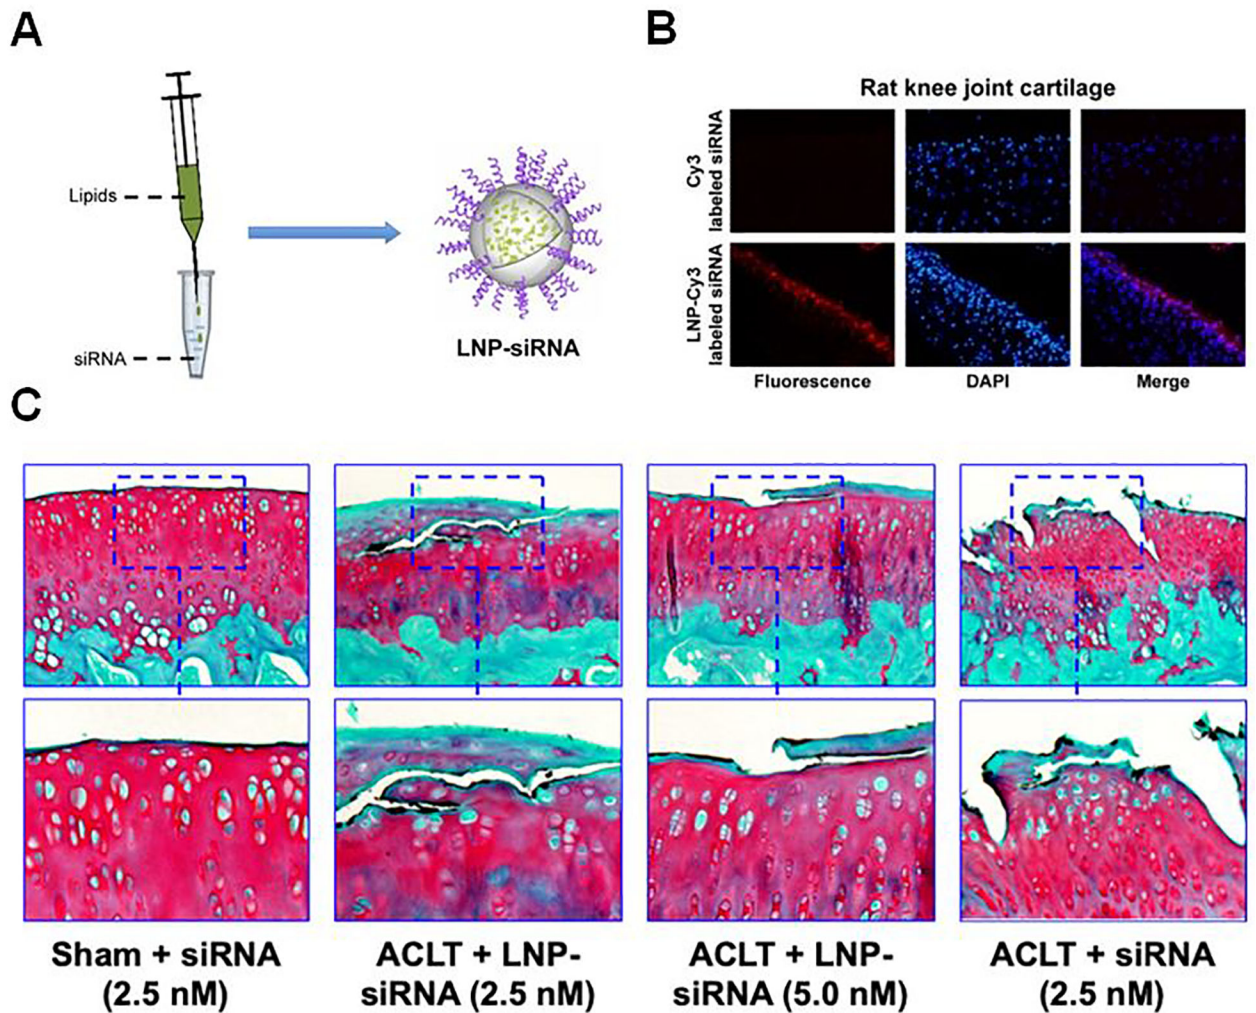 A
Lipids
siRNA
LNP-siRNA
B
Rat knee joint cartilage
Cy3
labeled siRNA
LNP-Cy3
labeled siRNA
Fluorescence
DAPI
Merge
C
Sham + siRNA
(2.5 nM)
ACLT + LNP-
siRNA (2.5 nM)
ACLT + LNP-
siRNA (5.0 nM)
ACLT + siRNA
(2.5 nM)